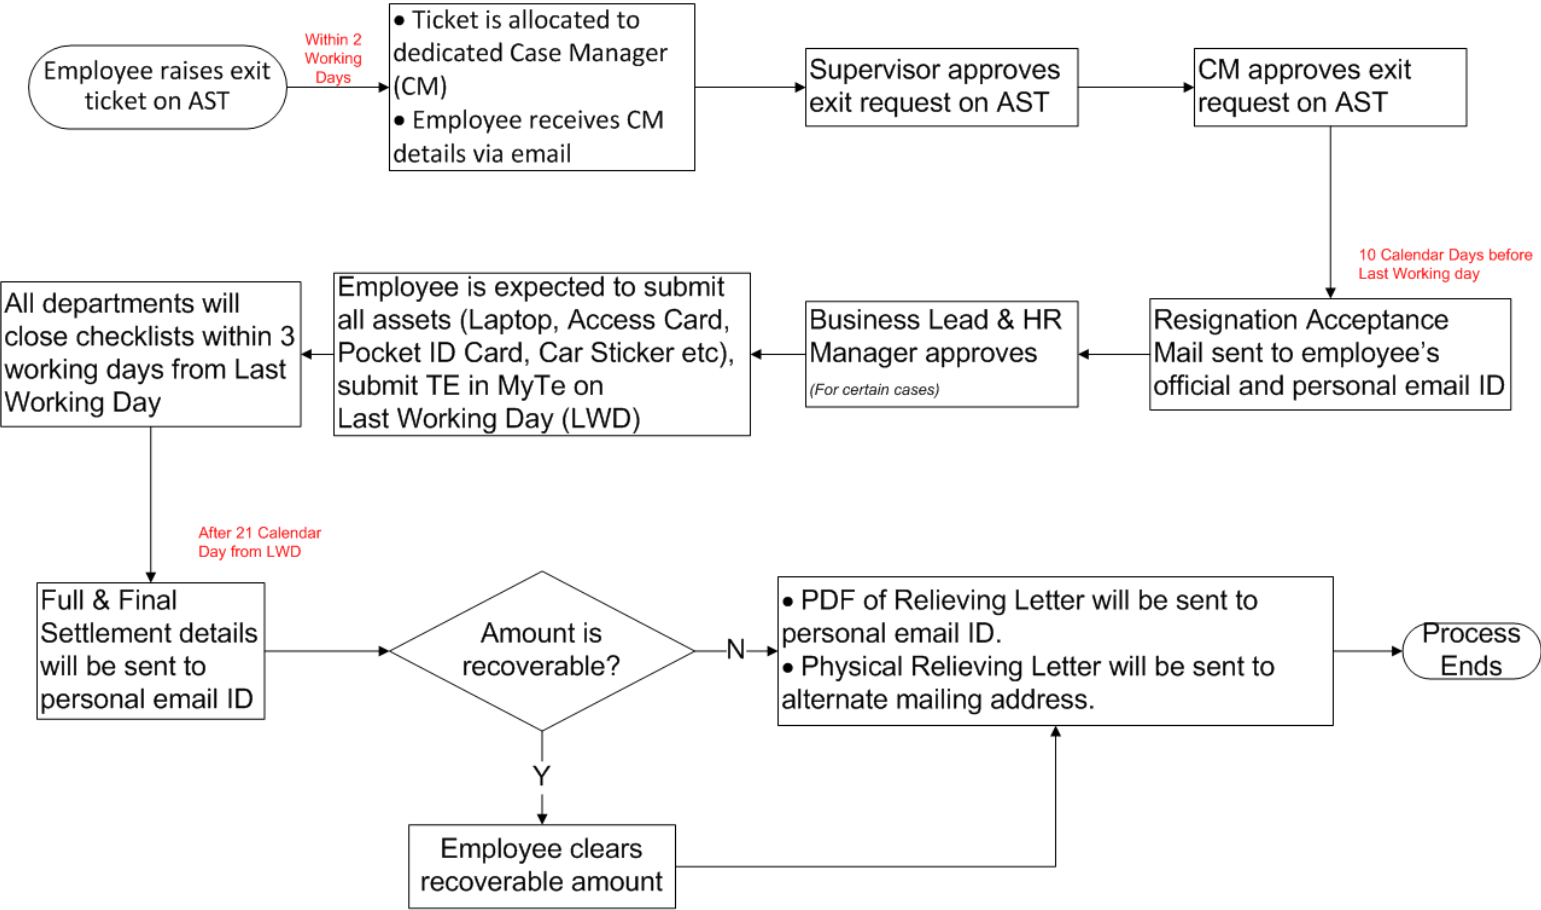 Employee raises exit
ticket on AST
Within 2
Working
Days
• Ticket is allocated to
dedicated Case Manager
(CM)
• Employee receives CM
details via email
Supervisor approves
exit request on AST
CM approves exit
request on AST
10 Calendar Days before
Last Working day
Resignation Acceptance
Mail sent to employee's
official and personal email ID
Business Lead & HR
Manager approves
(For certain cases)
Employee is expected to submit
all assets (Laptop, Access Card,
Pocket ID Card, Car Sticker etc),
submit TE in MyTe on
Last Working Day (LWD)
All departments will
close checklists within 3
working days from Last
Working Day
After 21 Calendar
Day from LWD
Full & Final
Settlement details
will be sent to
personal email ID
Amount is
recoverable?
N
• PDF of Relieving Letter will be sent to
personal email ID.
• Physical Relieving Letter will be sent to
alternate mailing address.
Process
Ends
Y
Employee clears
recoverable amount